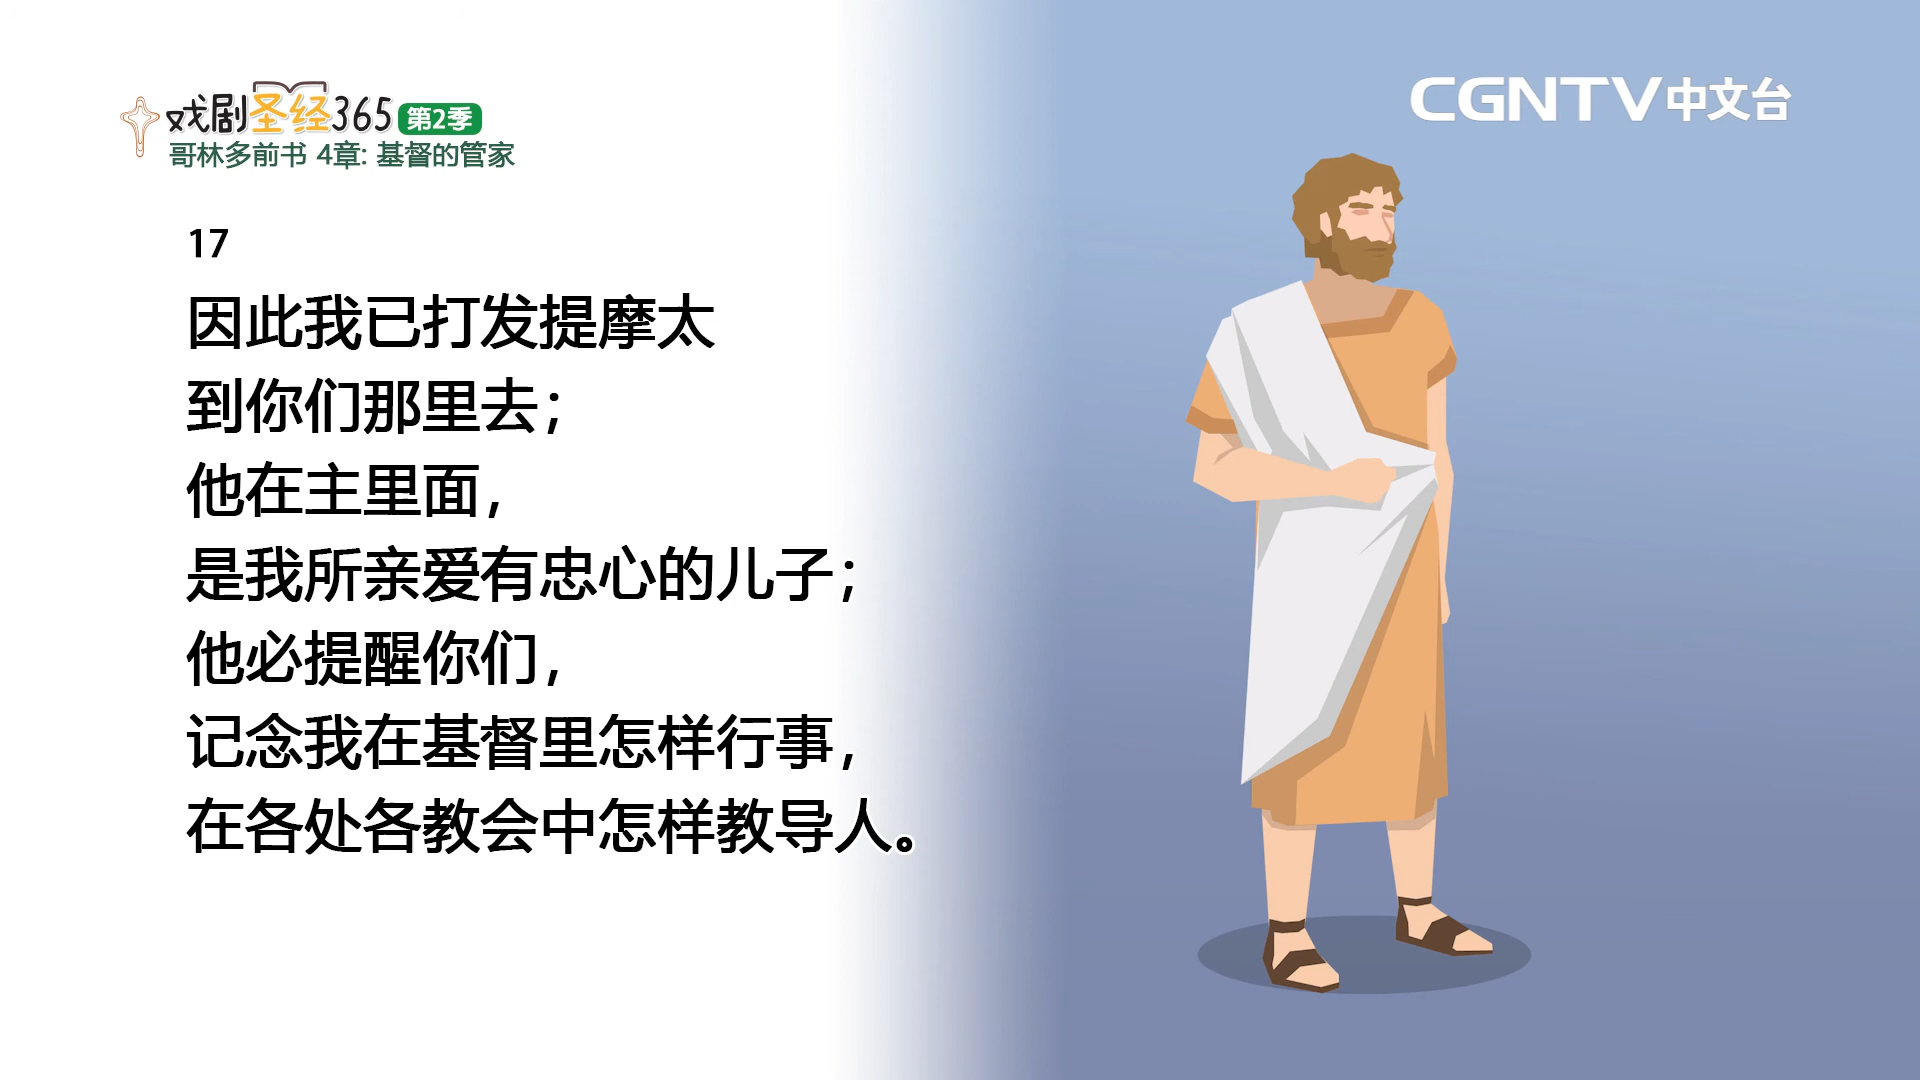 戏剧圣经365 第2季
CGNTV中文台
哥林多前书 4章: 基督的管家
17
因此我已打发提摩太
到你们那里去；
他在主里面，
是我所亲爱有忠心的儿子；
他必提醒你们，
记念我在基督里怎样行事，
在各处各教会中怎样教导人。